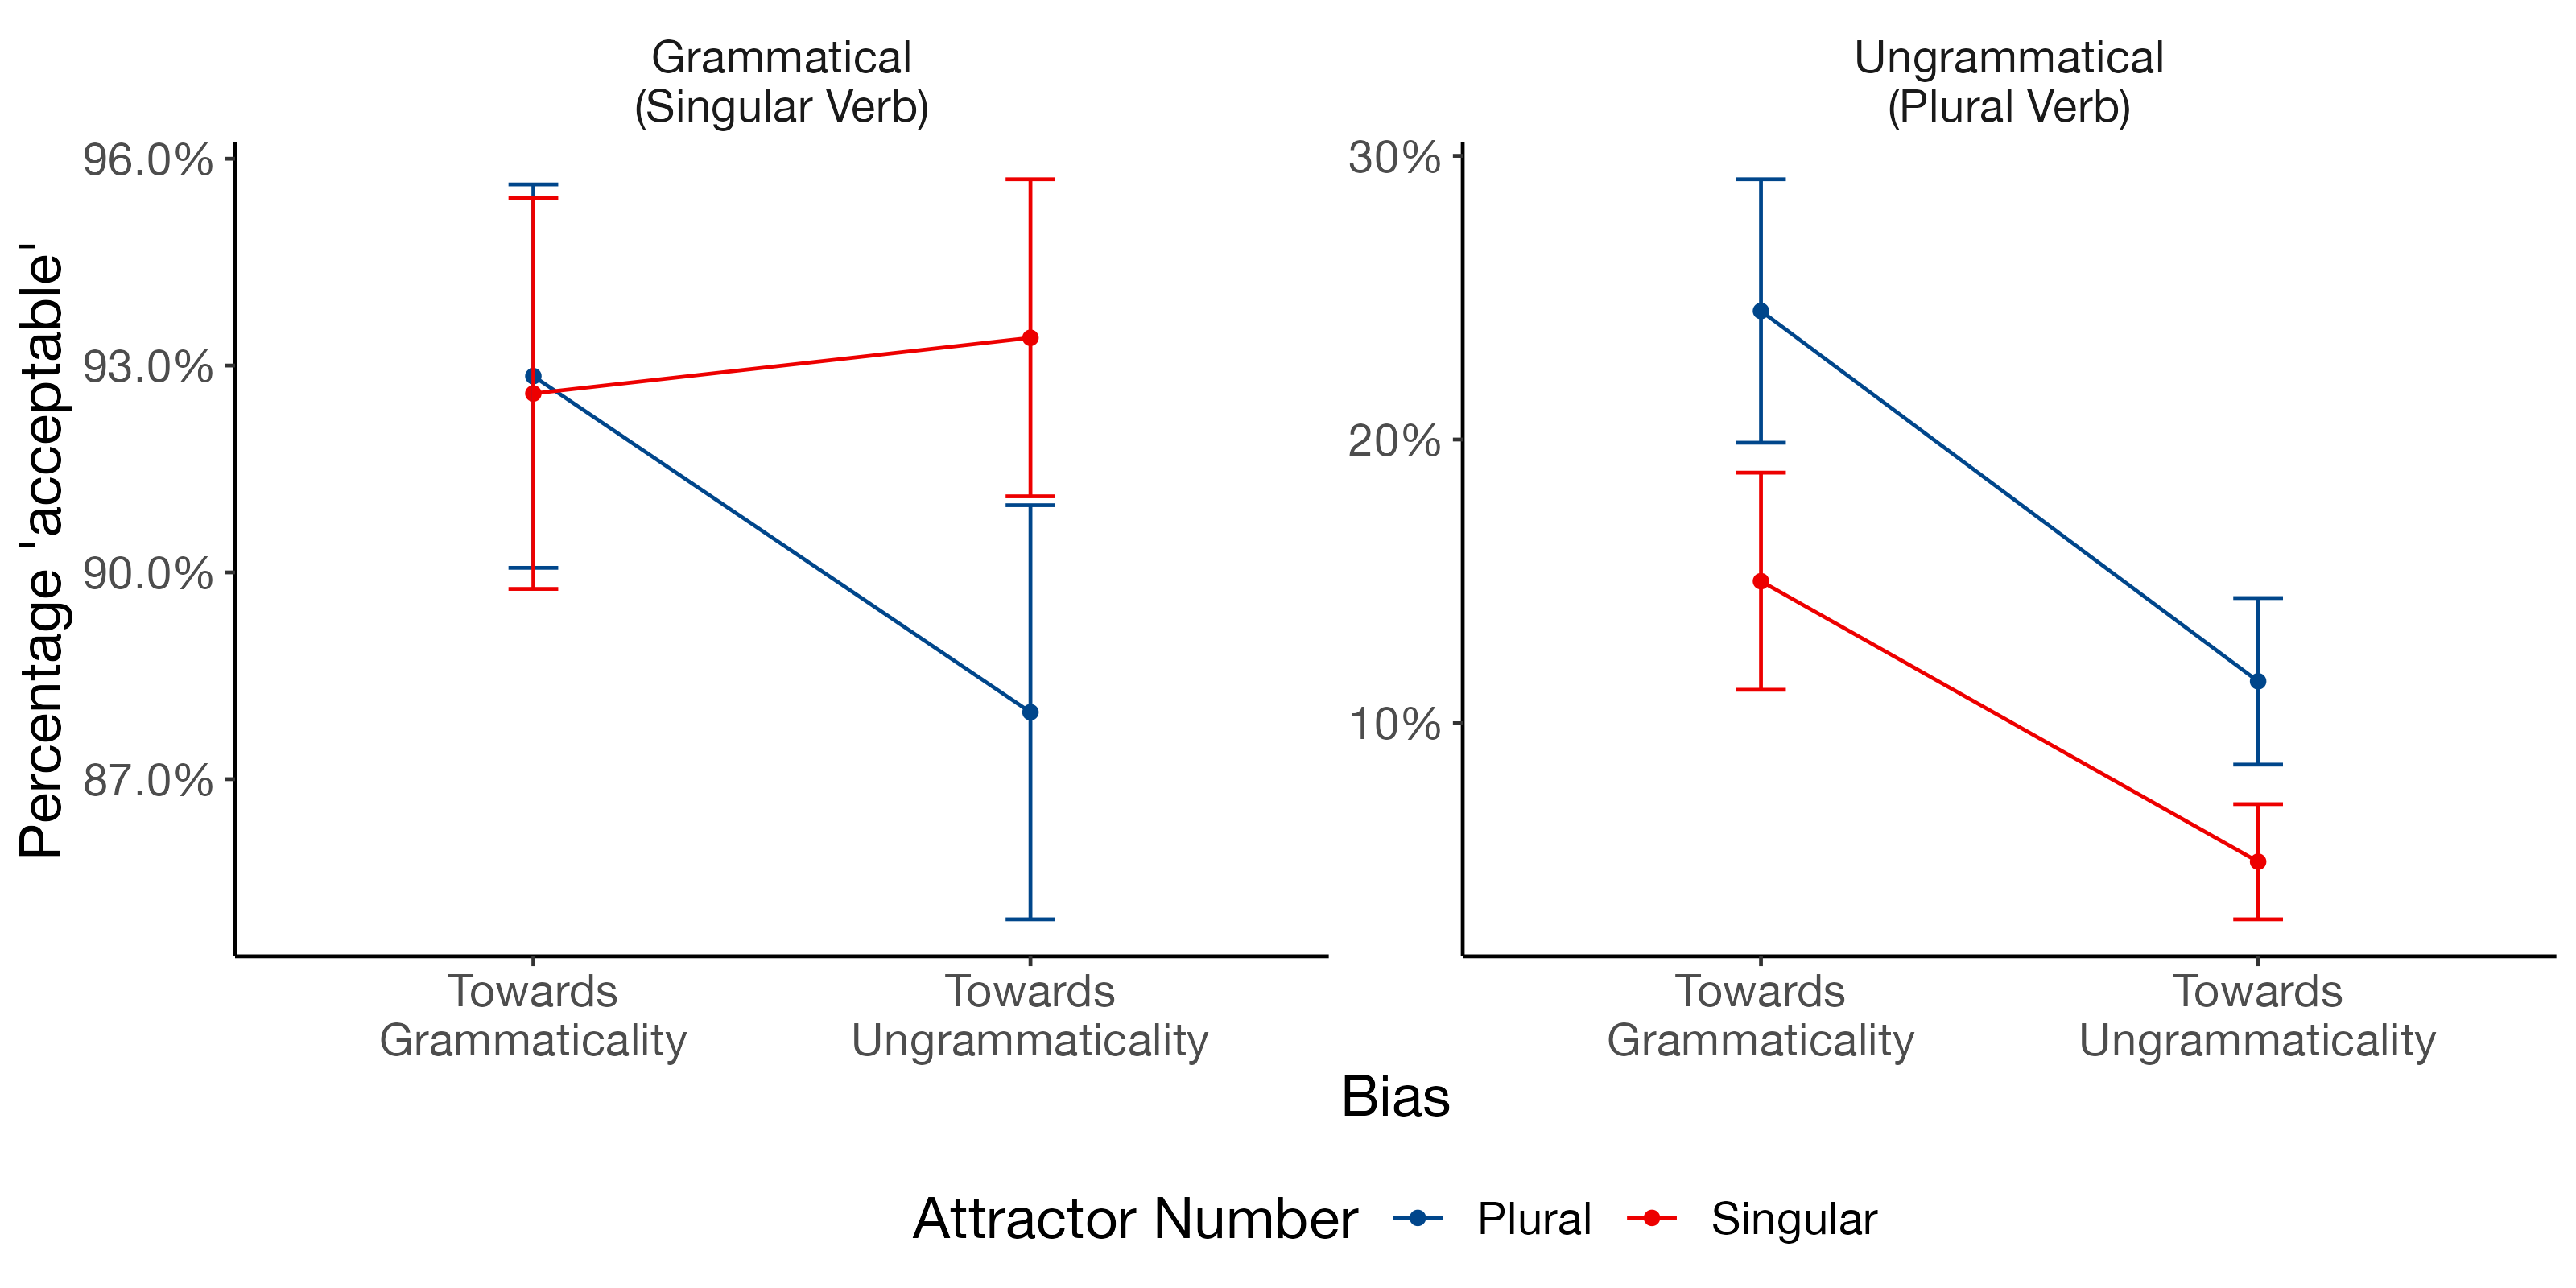 Grammatical
(Singular Verb)
Ungrammatical
(Plural Verb)
Percentage 'acceptable'
96.0%
93.0%
90.0%
87.0%
30%
20%
10%
Towards
Grammaticality
Towards
Ungrammaticality
Towards
Grammaticality
Towards
Ungrammaticality
Bias
Attractor Number Plural Singular